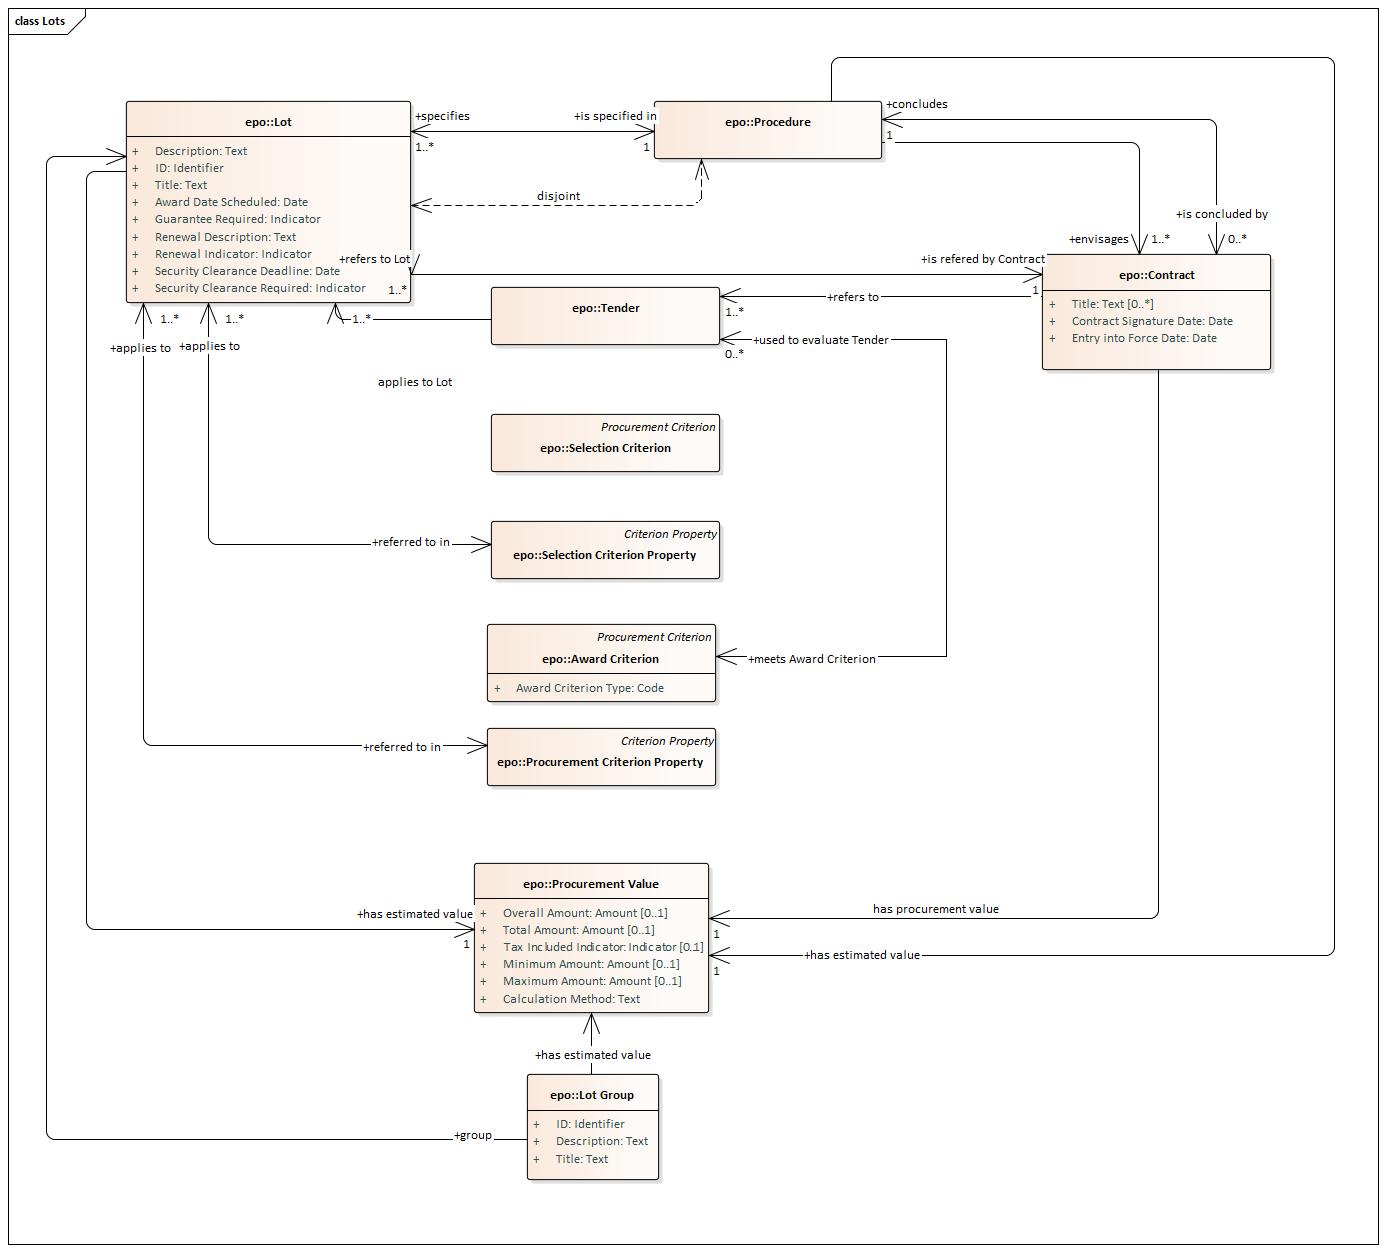 class Lots
+concludes
epo::Lot
+specifies
+is specified in
epo::Procedure
1
1..*
1
+ Description: Text
+ ID: Identifier
+ Title: Text
+ Award Date Scheduled: Date
+ Guarantee Required: Indicator
+ Renewal Description: Text
+ Renewal Indicator: Indicator
+ Security Clearance Deadline: Date
+ Security Clearance Required: Indicator
disjoint
+is concluded by
+envisages
1..*
0..*
+refers to Lot
+is refered by Contract
1..*
1
epo::Contract
+ Title: Text [0..*]
+ Contract Signature Date: Date
+ Entry into Force Date: Date
epo::Tender
+refers to
1..*
1..*
1..*
1..*
+used to evaluate Tender
0..*
+applies to
+applies to
applies to Lot
Procurement Criterion
epo::Selection Criterion
Criterion Property
+referred to in
epo::Selection Criterion Property
Procurement Criterion
epo::Award Criterion
+meets Award Criterion
+ Award Criterion Type: Code
Criterion Property
+referred to in
epo::Procurement Criterion Property
epo::Procurement Value
+has estimated value
1
+ Overall Amount: Amount [0..1]
+ Total Amount: Amount [0..1]
+ Tax Included Indicator: Indicator [0.1]
+ Minimum Amount: Amount [0..1]
+ Maximum Amount: Amount [0..1]
+ Calculation Method: Text
has procurement value
1
+has estimated value
1
+has estimated value
epo::Lot Group
+ ID: Identifier
+ Description: Text
+ Title: Text
+group